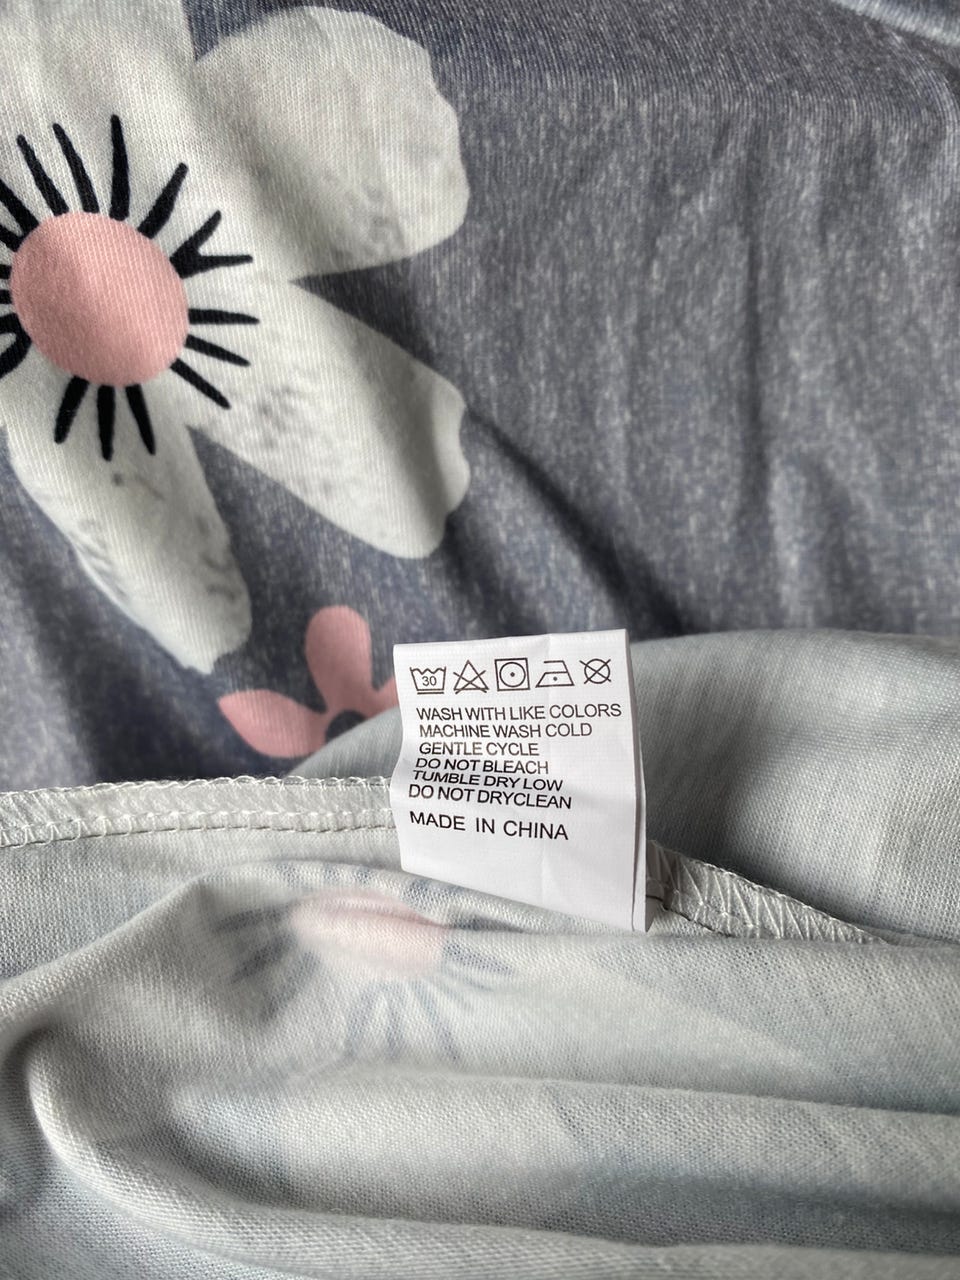 30
WASH WITH LIKE COLORS
MACHINE WASH COLD
GENTLE CYCLE
DO NOT BLEACH
TUMBLE DRY LOW
DO NOT DRYCLEAN
MADE IN CHINA